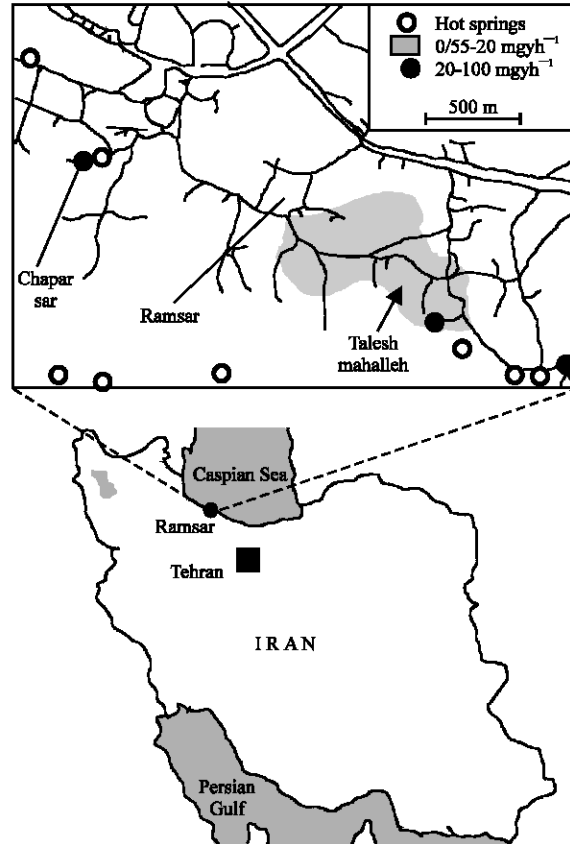 Hot springs
0/55-20 mgyh⁻¹
20-100 mgyh⁻¹
500 m
Chapar
sar
Ramsar
Talesh
mahalleh
Caspian Sea
Ramsar
Tehran
IRAN
Persian
Gulf